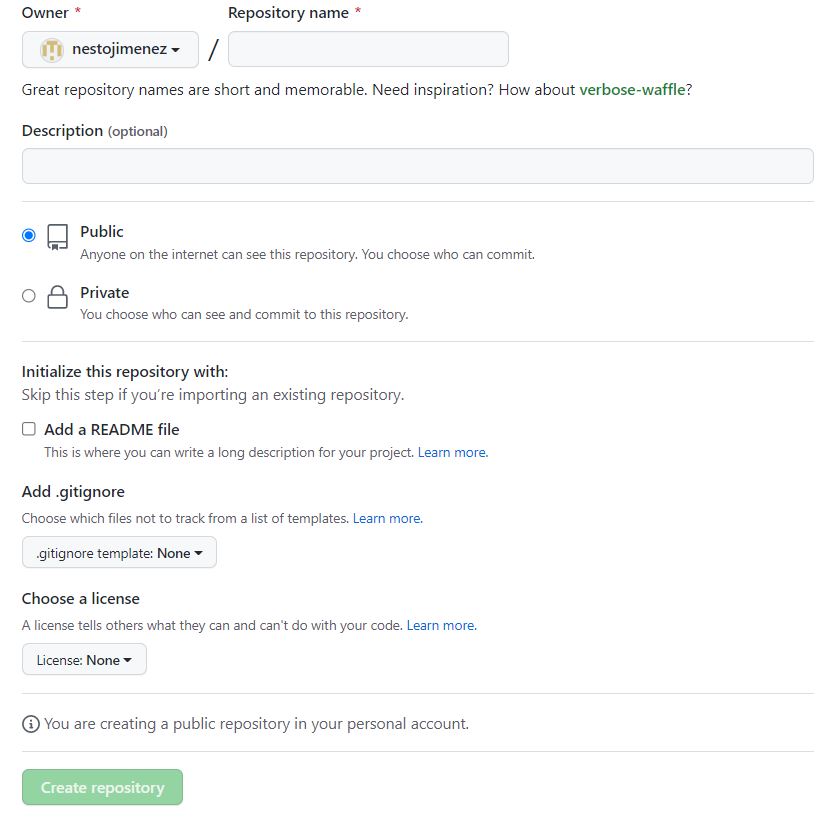 Owner * Repository name *
nestojimenez /
Great repository names are short and memorable. Need inspiration? How about verbose-waffle?
Description (optional)
Public
Anyone on the internet can see this repository. You choose who can commit.
Private
You choose who can see and commit to this repository.
Initialize this repository with:
Skip this step if you’re importing an existing repository.
Add a README file
This is where you can write a long description for your project. Learn more.
Add .gitignore
Choose which files not to track from a list of templates. Learn more.
.gitignore template: None
Choose a license
A license tells others what they can and can't do with your code. Learn more.
License: None
You are creating a public repository in your personal account.
Create repository